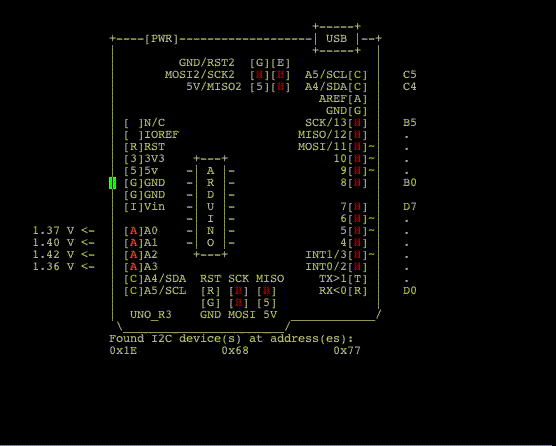 +-----+
+----[PWR]-------------------| USB |--+
+-----+
GND/RST2 [G][E]
MOSI2/SCK2 [ ][ ] A5/SCL[C] C5
5V/MISO2 [5][ ] A4/SDA[C] C4
AREF[A]
GND[G]
[ ]N/C SCK/13[ ] B5
[ ]IOREF MISO/12[ ] .
[R]RST MOSI/11[ ]~ .
[3]3V3 +---+ 10[ ]~ .
[5]5v -| A |- 9[ ]~ .
[G]GND -| R |- 8[ ] B0
[G]GND -| D |-
[I]Vin -| U |- 7[ ] D7
-| I |- 6[ ]~ .
1.37 V <- [A]A0 -| N |- 5[ ]~ .
1.40 V <- [A]A1 -| O |- 4[ ] .
1.42 V <- [A]A2 +---+ INT1/3[ ]~ .
1.36 V <- [A]A3 INT0/2[ ] .
[C]A4/SDA RST SCK MISO TX>1[T] .
[C]A5/SCL [R] [ ] [ ] RX<0[R] D0
[G] [ ] [5]
UNO_R3 GND MOSI 5V ____________/
\_______________________/
Found I2C device(s) at address(es):
0x1E 0x68 0x77